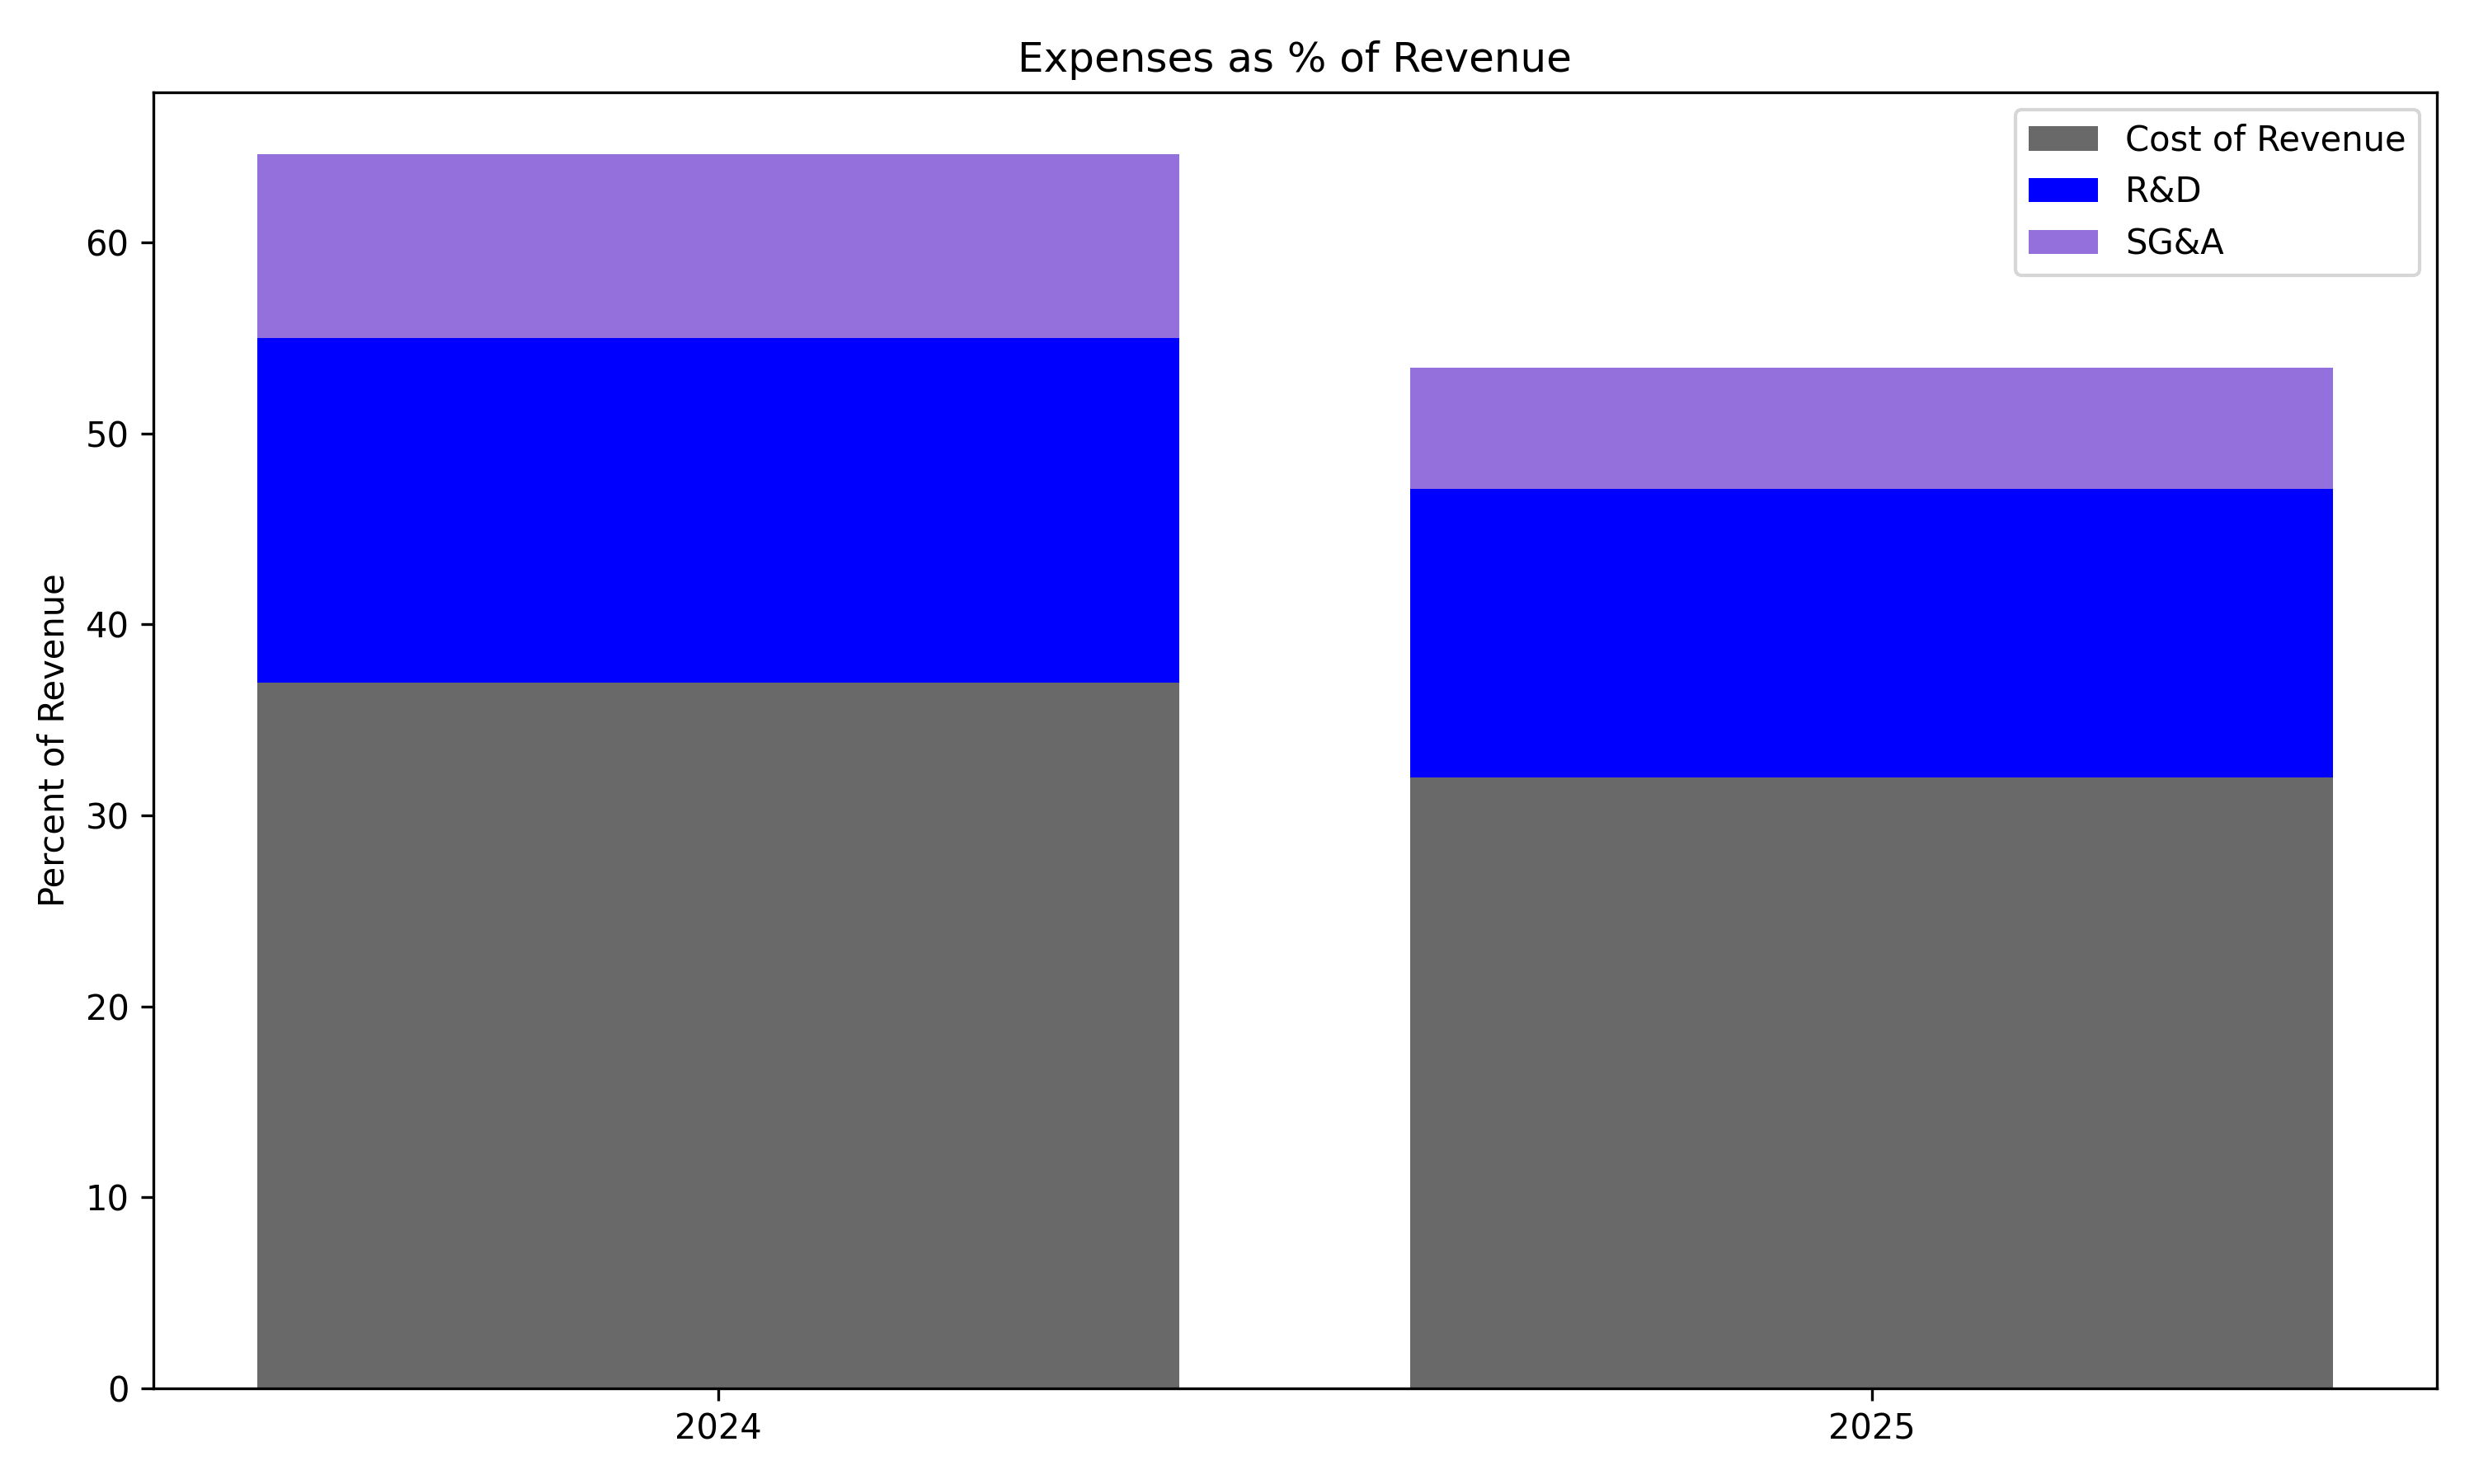 Expenses as % of Revenue
Cost of Revenue
R&D
SG&A
Percent of Revenue
60
50
40
30
20
10
0
2024
2025